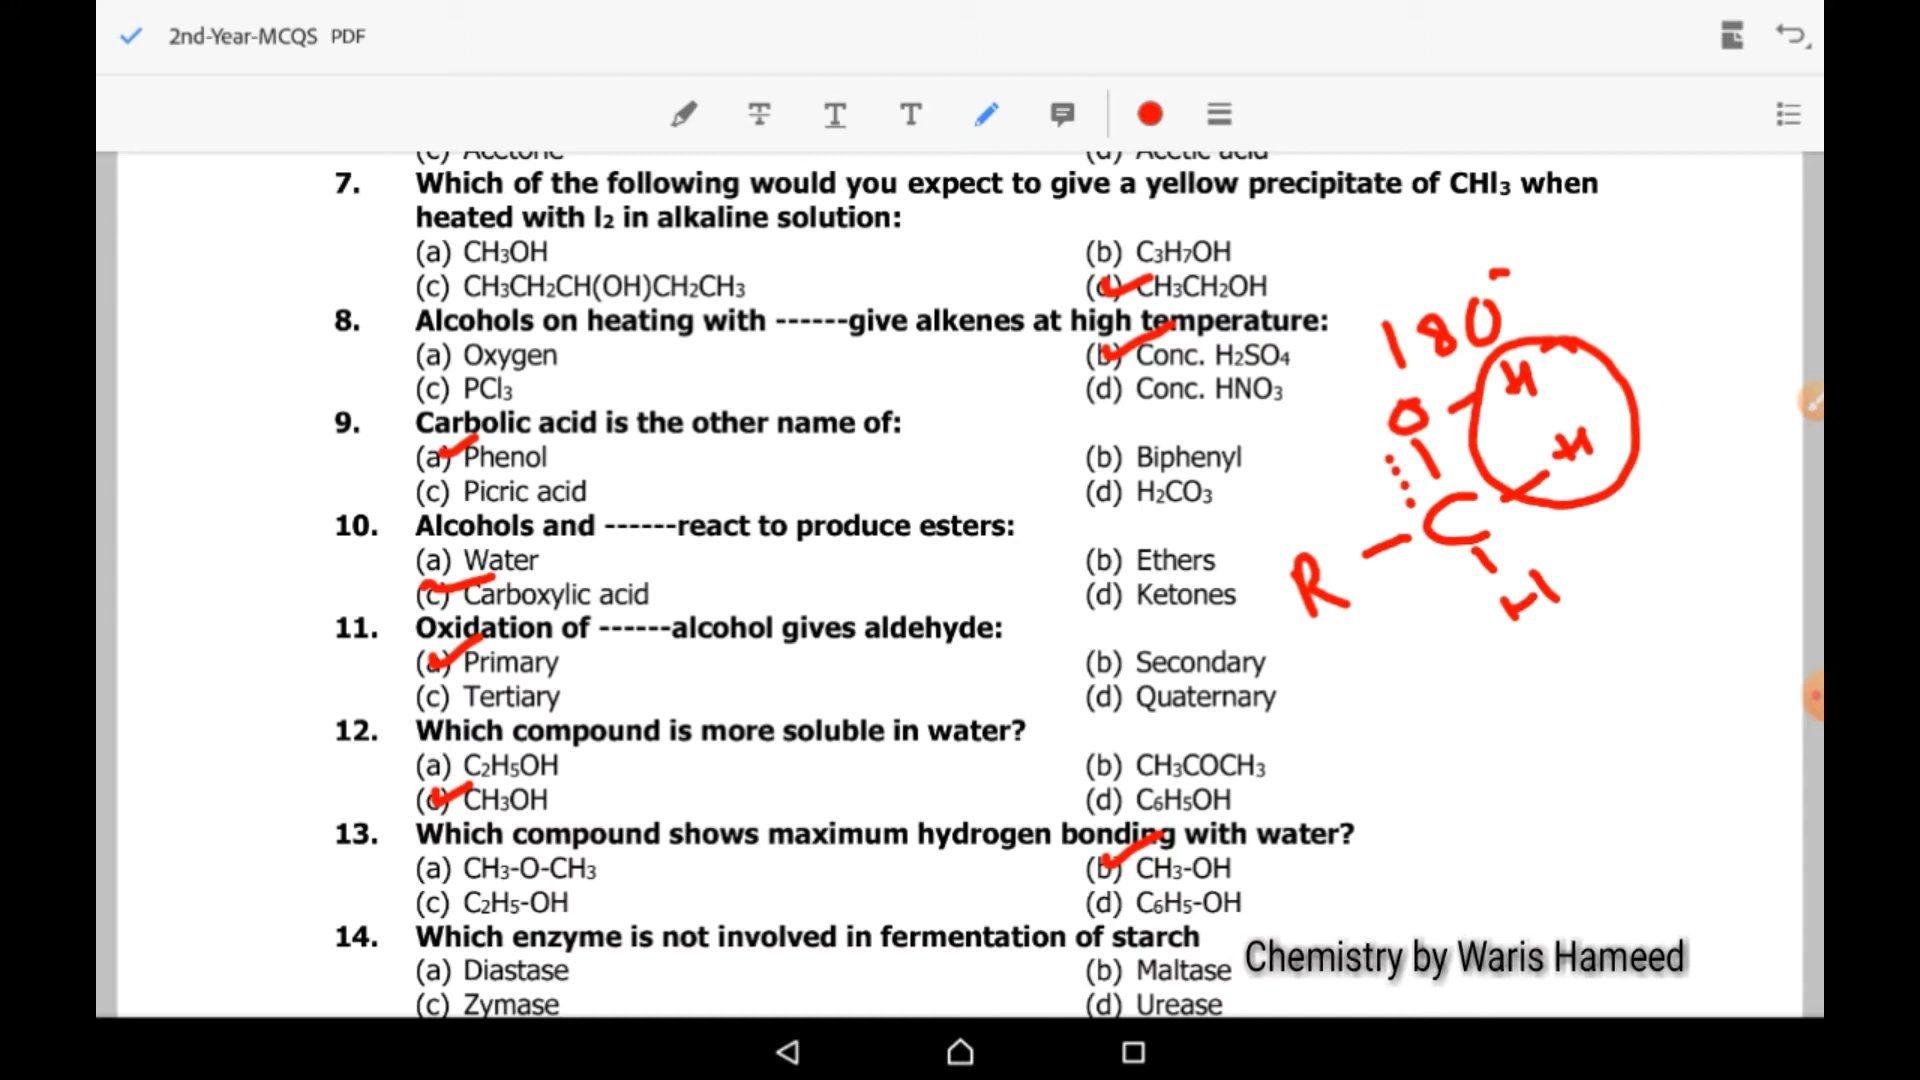 2nd-Year-MCQS PDF
(c) Acetone (d) Acetic acid
7. Which of the following would you expect to give a yellow precipitate of CHI₃ when
heated with I₂ in alkaline solution:
(a) CH₃OH (b) C₃H₇OH
(c) CH₃CH₂CH(OH)CH₂CH₃ (d) CH₃CH₂OH
8. Alcohols on heating with ------give alkenes at high temperature:
180
(a) Oxygen (b) Conc. H₂SO₄
(c) PCl₃ (d) Conc. HNO₃
H
O
9. Carbolic acid is the other name of:
H
(a) Phenol (b) Biphenyl
(c) Picric acid (d) H₂CO₃
C
10. Alcohols and ------react to produce esters:
(a) Water (b) Ethers
R
H
(c) Carboxylic acid (d) Ketones
11. Oxidation of ------alcohol gives aldehyde:
(a) Primary (b) Secondary
(c) Tertiary (d) Quaternary
12. Which compound is more soluble in water?
(a) C₂H₅OH (b) CH₃COCH₃
(c) CH₃OH (d) C₆H₅OH
13. Which compound shows maximum hydrogen bonding with water?
(a) CH₃-O-CH₃ (b) CH₃-OH
(c) C₂H₅-OH (d) C₆H₅-OH
14. Which enzyme is not involved in fermentation of starch
(a) Diastase (b) Maltase
Chemistry by Waris Hameed
(c) Zymase (d) Urease